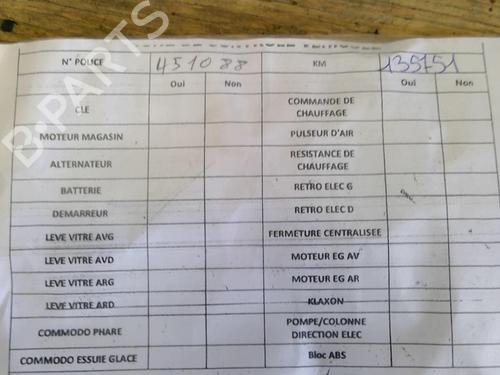 N° POLICE 451088 KM 135751
Oui Non Oui Non
CLE COMMANDE DE CHAUFFAGE
MOTEUR MAGASIN PULSEUR D'AIR
ALTERNATEUR RESISTANCE DE CHAUFFAGE
BATTERIE RETRO ELEC G
DEMARREUR RETRO ELEC D
LEVE VITRE AVG FERMETURE CENTRALISEE
LEVE VITRE AVD MOTEUR EG AV
LEVE VITRE ARG MOTEUR EG AR
LEVE VITRE ARD KLAXON
COMMODO PHARE POMPE/COLONNE DIRECTION ELEC
COMMODO ESSUIE GLACE Bloc ABS
B-PARTS